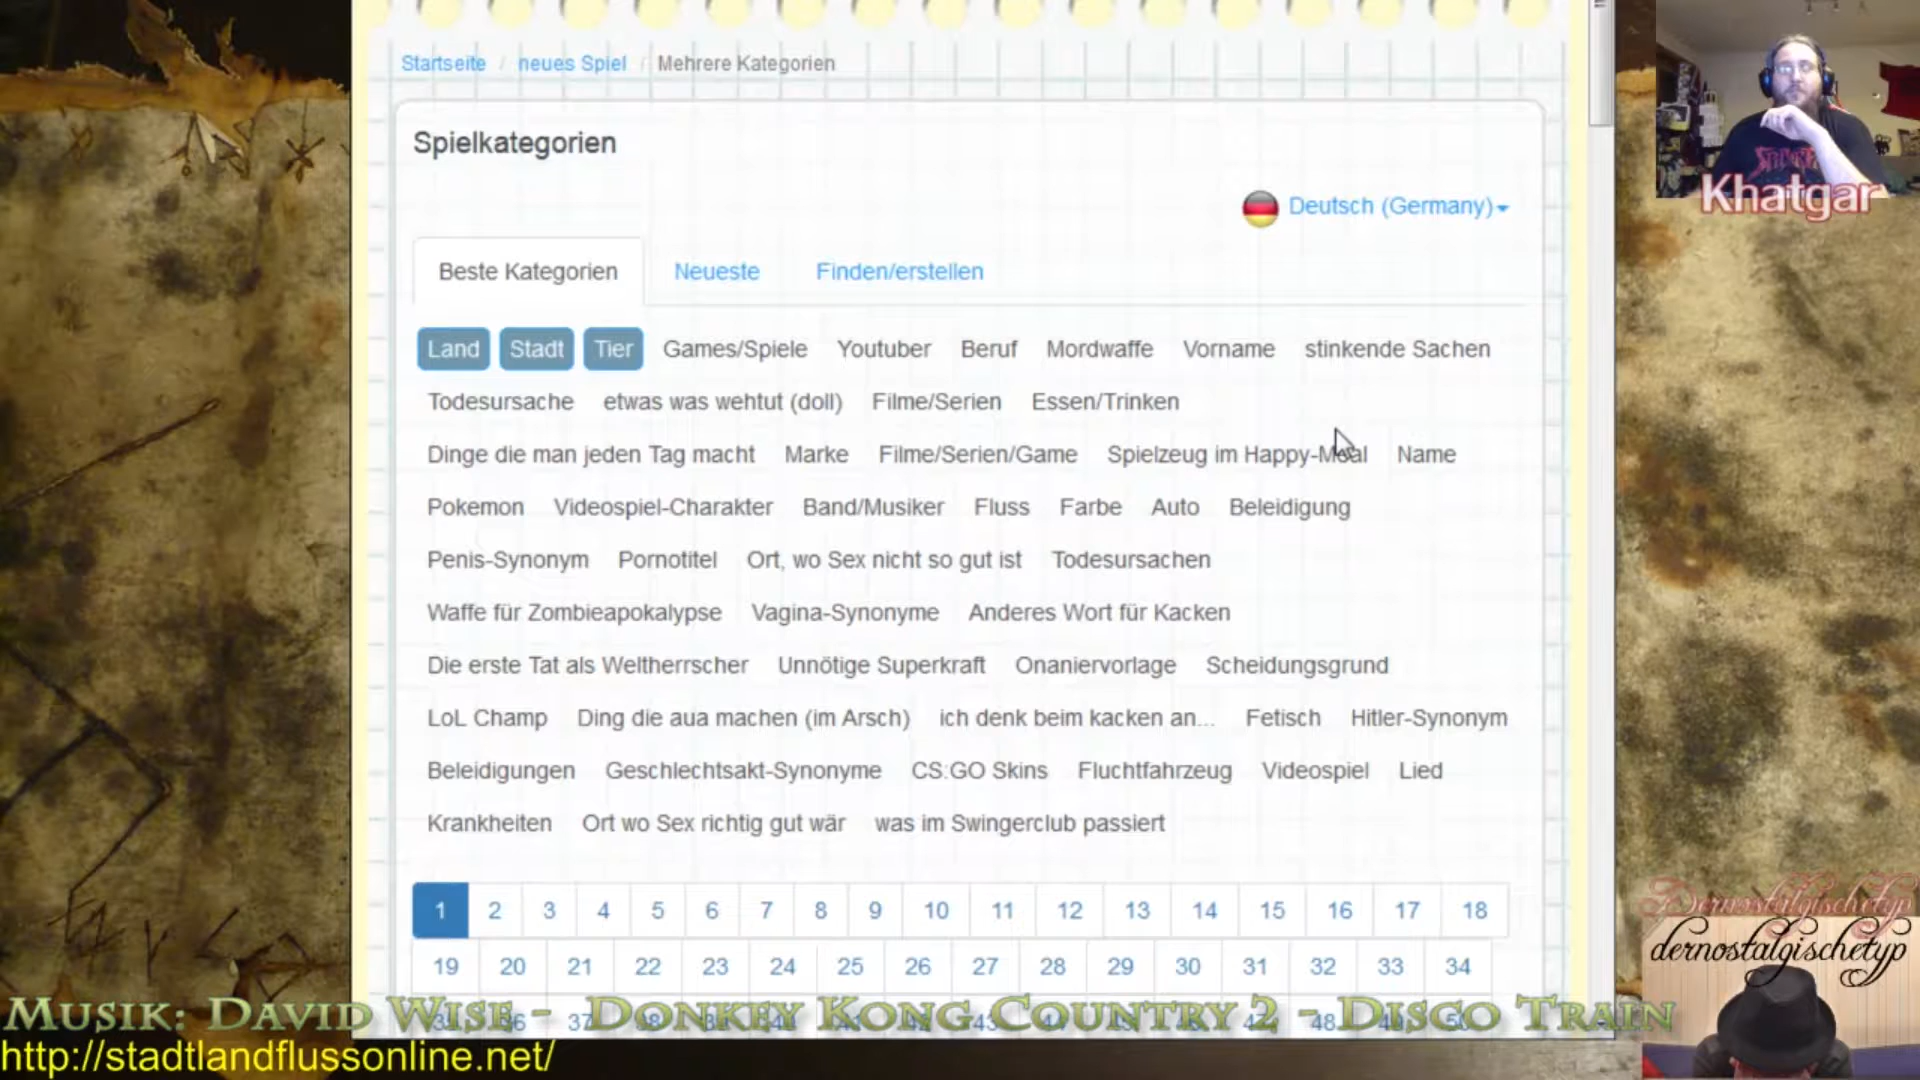 Startseite / neues Spiel / Mehrere Kategorien
Khatgar
Spielkategorien
Deutsch (Germany)
Beste Kategorien Neueste Finden/erstellen
Land Stadt Tier Games/Spiele Youtuber Beruf Mordwaffe Vorname stinkende Sachen
Todesursache etwas was wehtut (doll) Filme/Serien Essen/Trinken
Dinge die man jeden Tag macht Marke Filme/Serien/Game Spielzeug im Happy-Meal Name
Pokemon Videospiel-Charakter Band/Musiker Fluss Farbe Auto Beleidigung
Penis-Synonym Pornotitel Ort, wo Sex nicht so gut ist Todesursachen
Waffe für Zombieapokalypse Vagina-Synonyme Anderes Wort für Kacken
Die erste Tat als Weltherrscher Unnötige Superkraft Onaniervorlage Scheidungsgrund
LoL Champ Ding die aua machen (im Arsch) ich denk beim kacken an... Fetisch Hitler-Synonym
Beleidigungen Geschlechtsakt-Synonyme CS:GO Skins Fluchtfahrzeug Videospiel Lied
Krankheiten Ort wo Sex richtig gut wär was im Swingerclub passiert
1 2 3 4 5 6 7 8 9 10 11 12 13 14 15 16 17 18
Dernostalgischetyp
dernostalgischetyp
19 20 21 22 23 24 25 26 27 28 29 30 31 32 33 34
Musik: David Wise - Donkey Kong Country 2 - Disco Train
http://stadtlandflussonline.net/